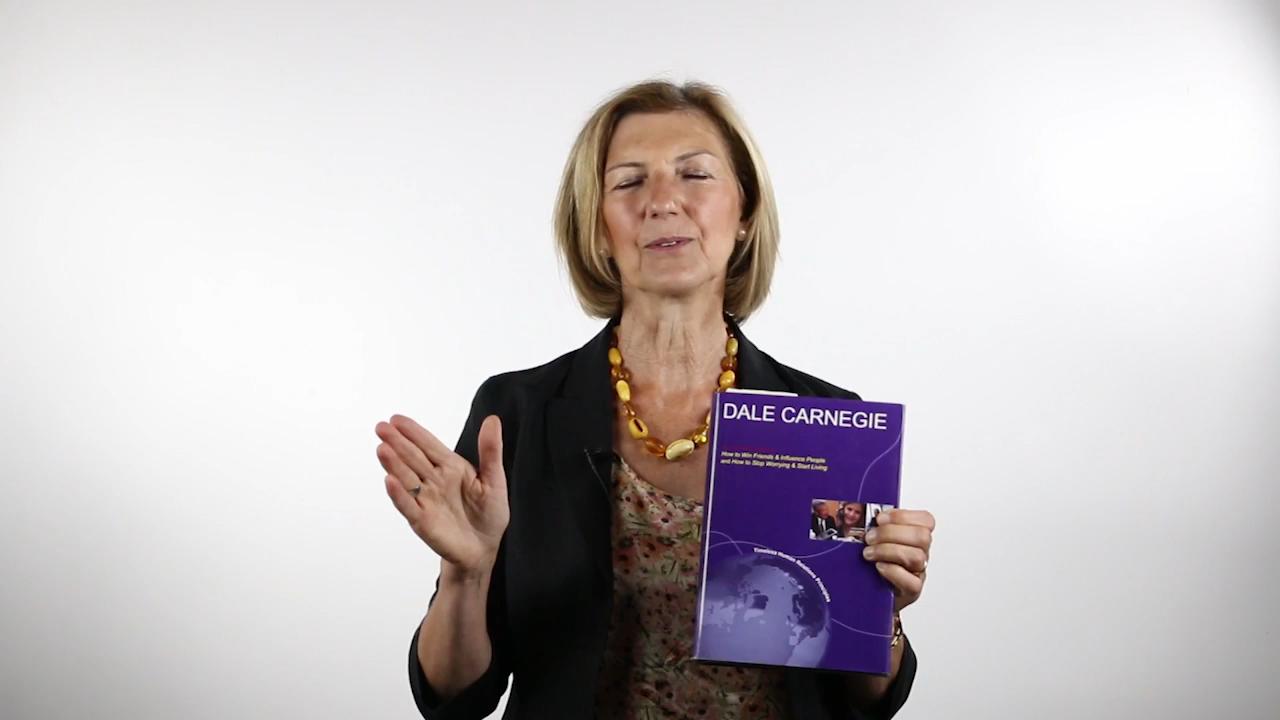 DALE CARNEGIE
How to Win Friends & Influence People
and How to Stop Worrying & Start Living
Timeless Human Relations Principles